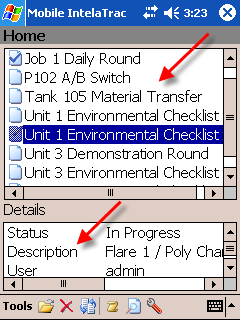 Mobile IntelaTrac 3:23
Home
Job 1 Daily Round
P102 A/B Switch
Tank 105 Material Transfer
Unit 1 Environmental Checklist
Unit 1 Environmental Checklist
Unit 3 Demonstration Round
Unit 3 Environmental Checklist
Details
Status In Progress
Description Flare 1 / Poly Cha
User admin
Tools